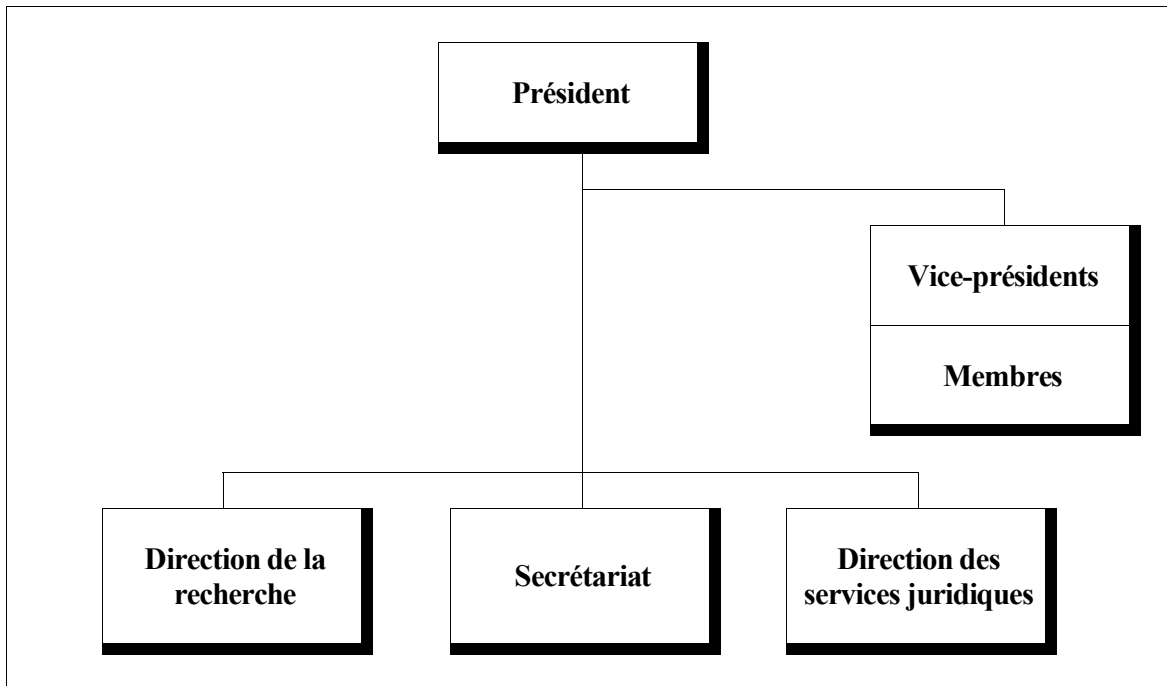 Président
Vice-présidents
Membres
Direction de la
recherche
Secrétariat
Direction des
services juridiques